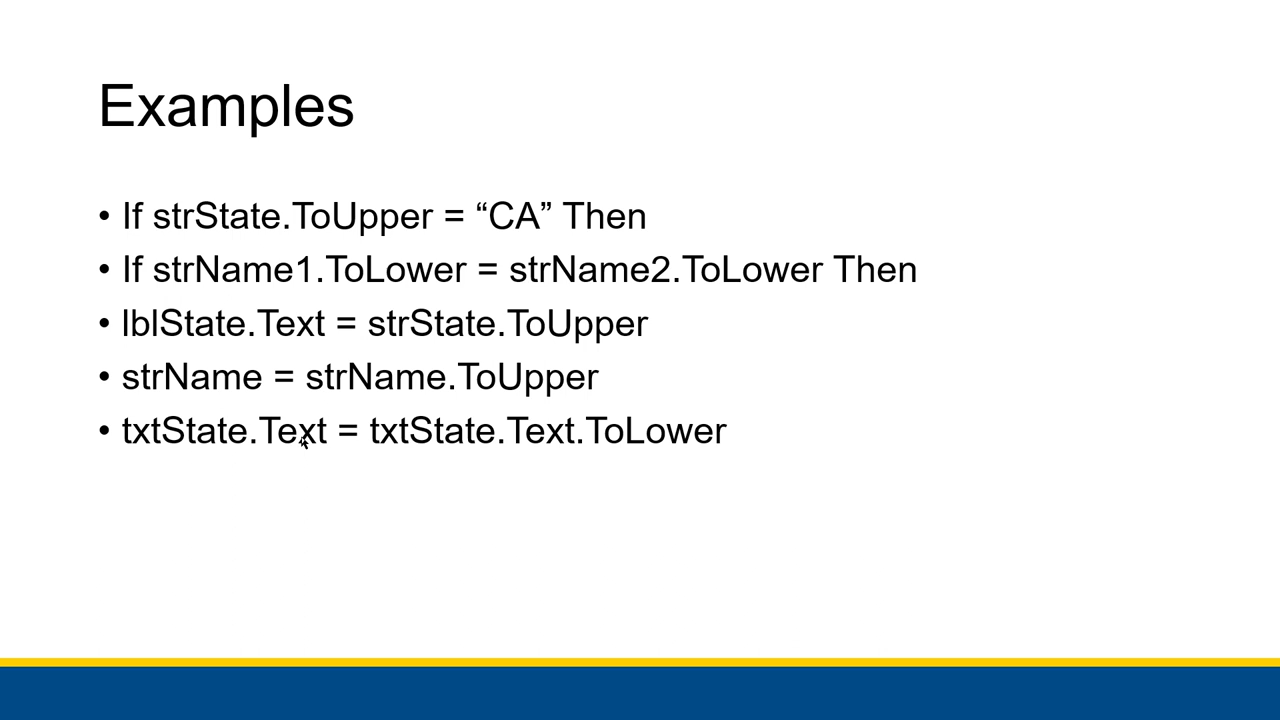 Examples
• If strState.ToUpper = “CA” Then
• If strName1.ToLower = strName2.ToLower Then
• lblState.Text = strState.ToUpper
• strName = strName.ToUpper
• txtState.Text = txtState.Text.ToLower